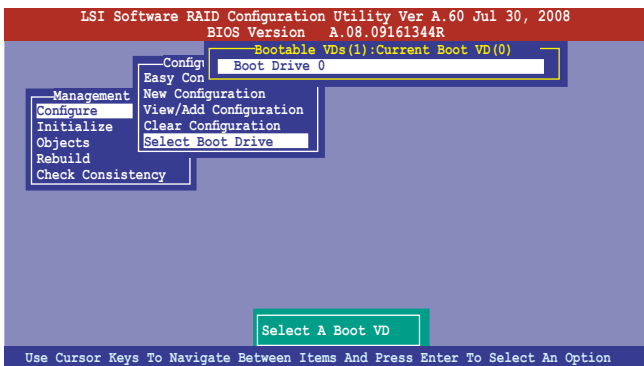 LSI Software RAID Configuration Utility Ver A.60 Jul 30, 2008
BIOS Version A.08.09161344R
Bootable VDs(1):Current Boot VD(0)
Boot Drive 0
Easy Con
New Configuration
View/Add Configuration
Clear Configuration
Select Boot Drive
Management
Configure
Initialize
Objects
Rebuild
Check Consistency
Select A Boot VD
Use Cursor Keys To Navigate Between Items And Press Enter To Select An Option